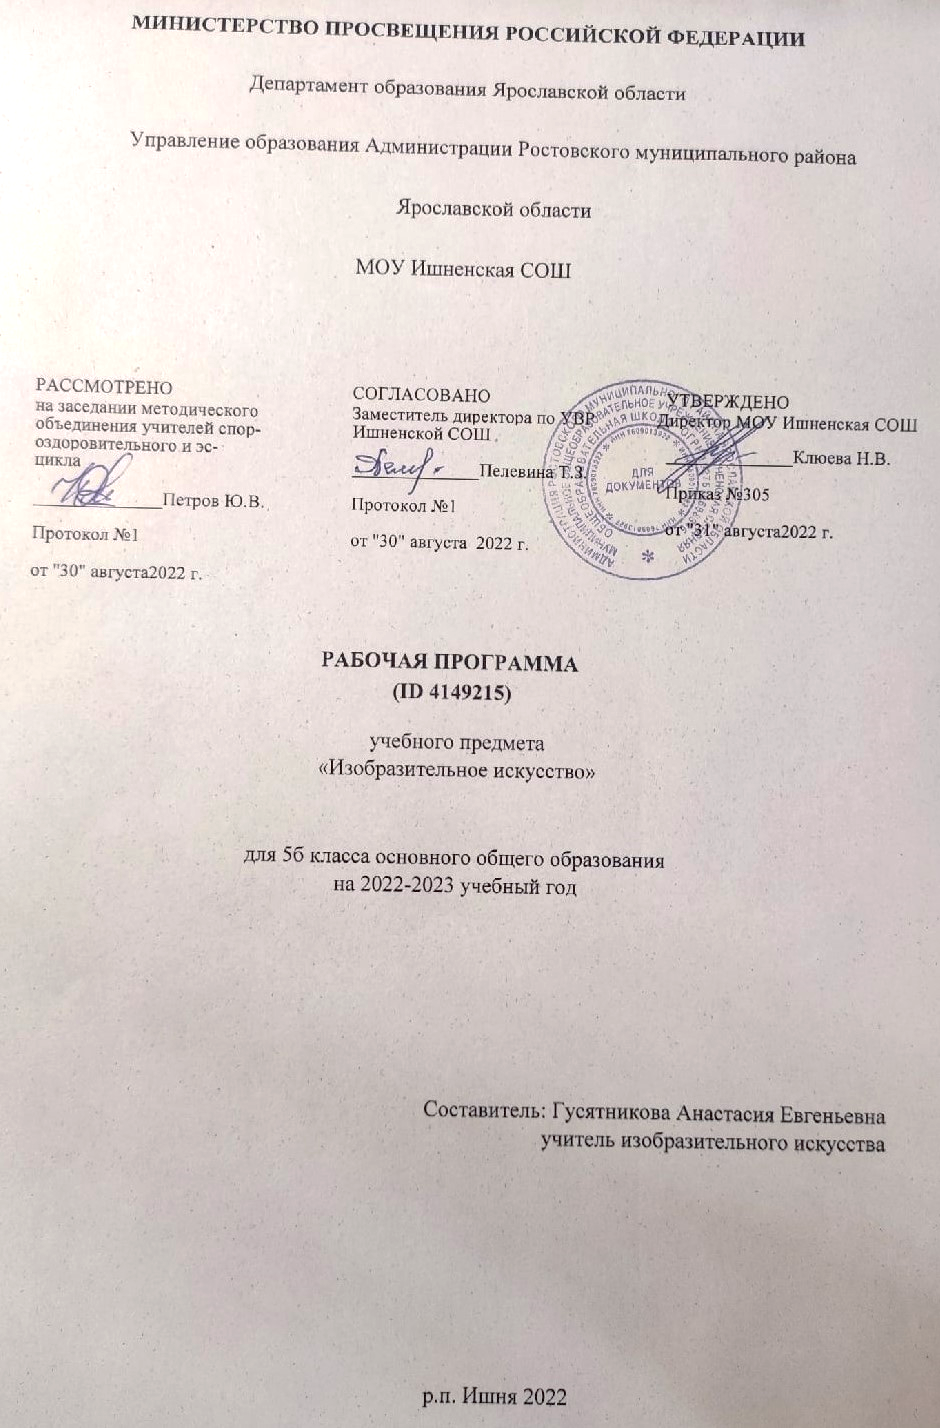 МИНИСТЕРСТВО ПРОСВЕЩЕНИЯ РОССИЙСКОЙ ФЕДЕРАЦИИ
Департамент образования Ярославской области
Управление образования Администрации Ростовского муниципального района
Ярославской области
МОУ Ишненская СОШ
РАССМОТРЕНО
на заседании методического
объединения учителей спор-
оздоровительного и эс-
цикла
Петров Ю.В.
Протокол №1
от "30" августа2022 г.
СОГЛАСОВАНО
Заместитель директора по УВР
Ишненской СОШ
Пелевина Т.З.
Протокол №1
от "30" августа 2022 г.
УТВЕРЖДЕНО
Директор МОУ Ишненская СОШ
Клюева Н.В.
Приказ №305
от "31" августа2022 г.
ДЛЯ
ДОКУМЕНТОВ
РАБОЧАЯ ПРОГРАММА
(ID 4149215)
учебного предмета
«Изобразительное искусство»
для 5б класса основного общего образования
на 2022-2023 учебный год
Составитель: Гусятникова Анастасия Евгеньевна
учитель изобразительного искусства
р.п. Ишня 2022